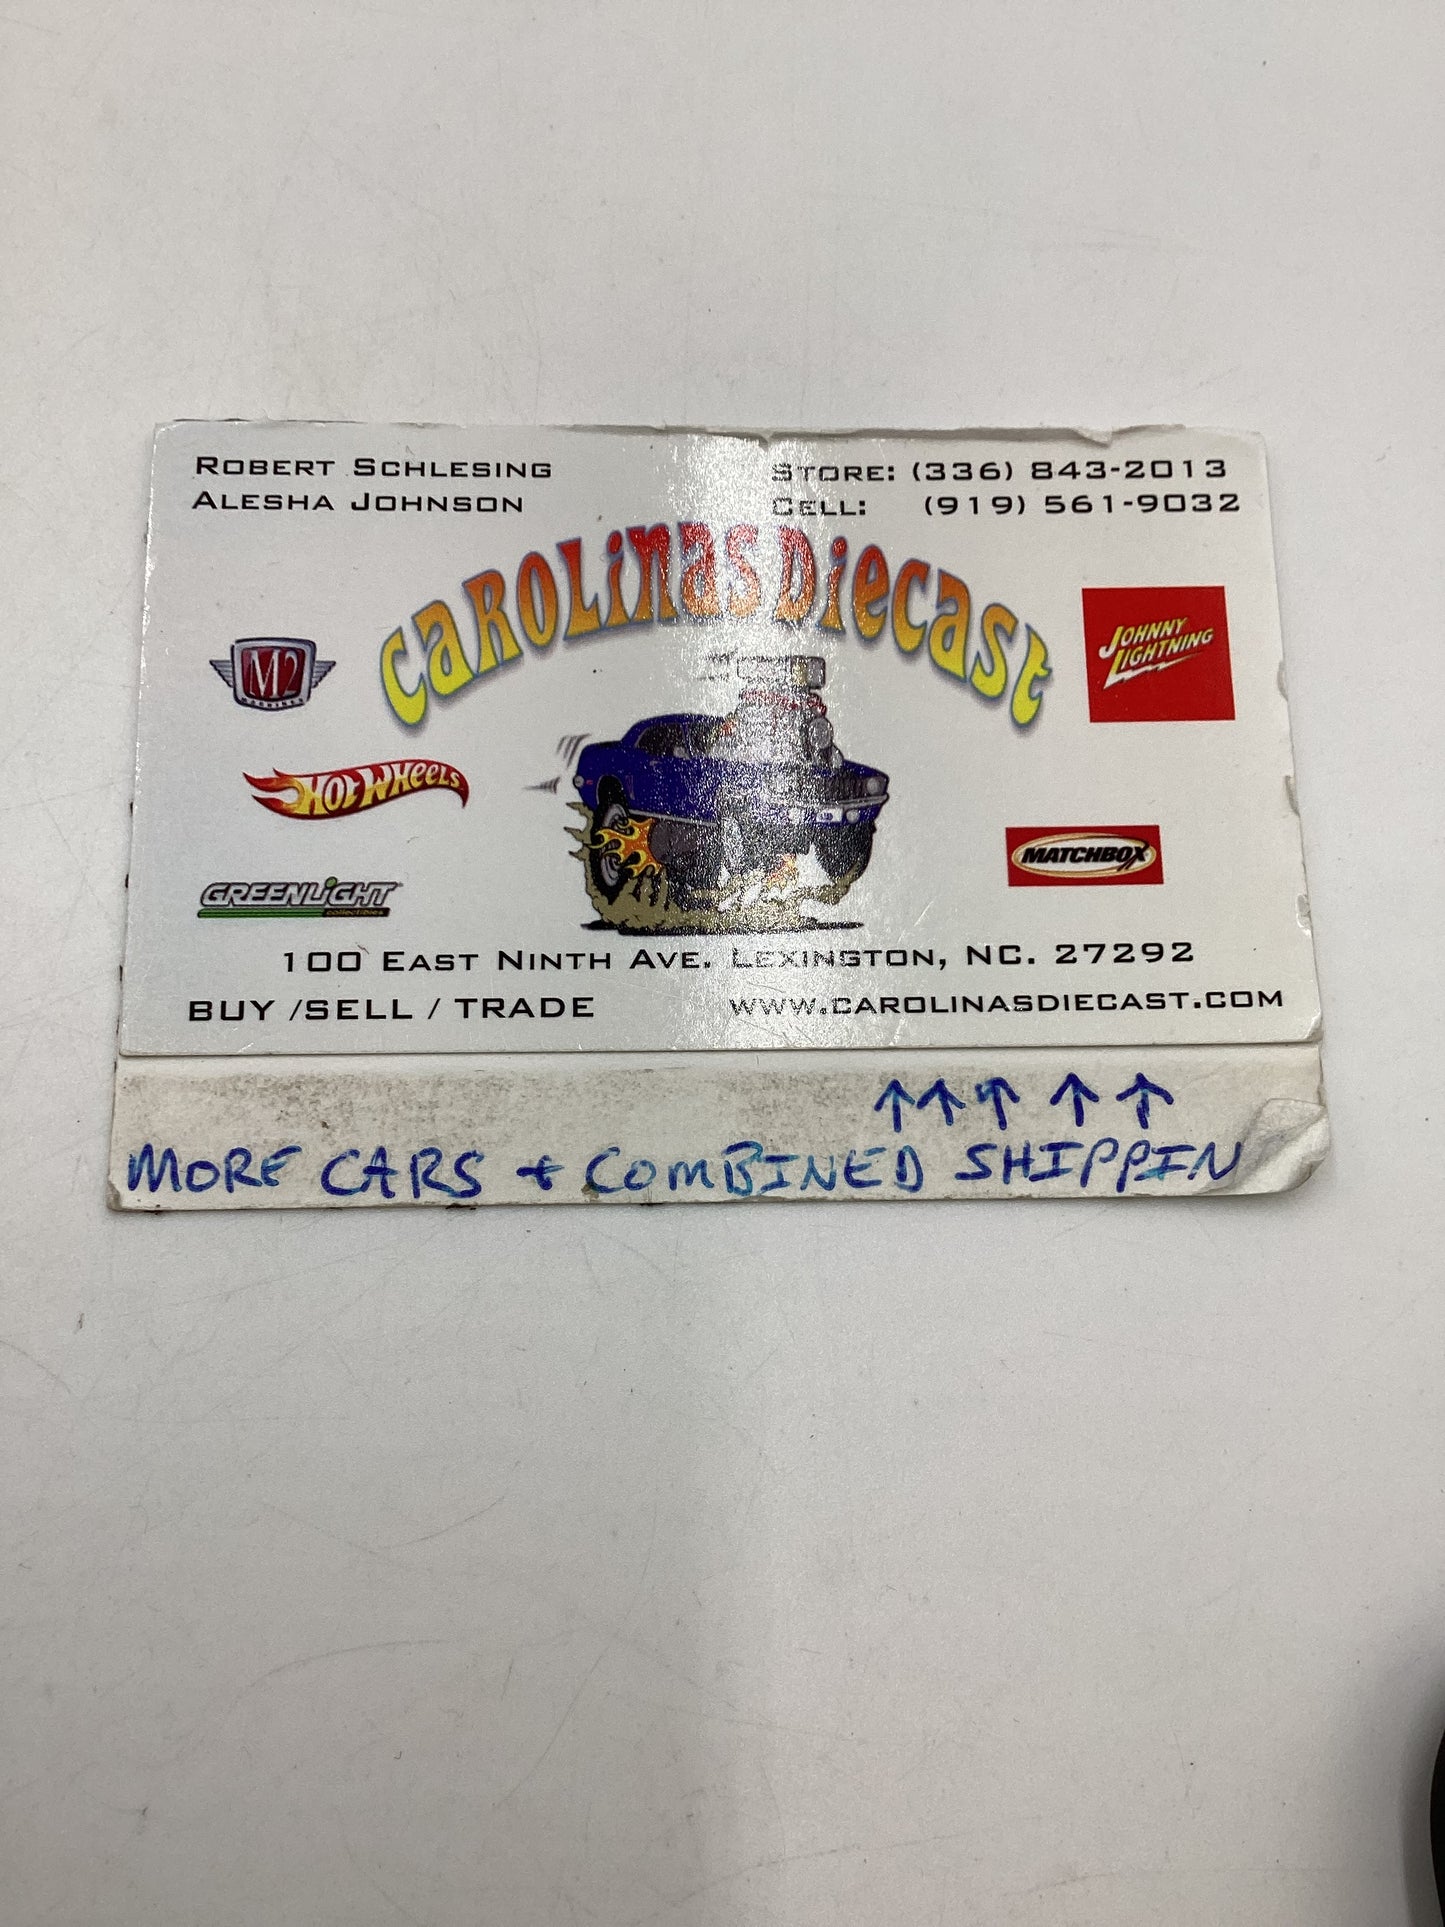 ROBERT SCHLESING
ALESHA JOHNSON
STORE: (336) 843-2013
CELL: (919) 561-9032
CAROLINAS DIECAST
M2
MACHINES
JOHNNY
LIGHTNING
HOT WHEELS
MATCHBOX
GREENLIGHT
collectibles
100 EAST NINTH AVE. LEXINGTON, NC. 27292
BUY /SELL / TRADE
WWW.CAROLINASDIECAST.COM
↑↑↑↑↑
MORE CARS + COMBINED SHIPPIN